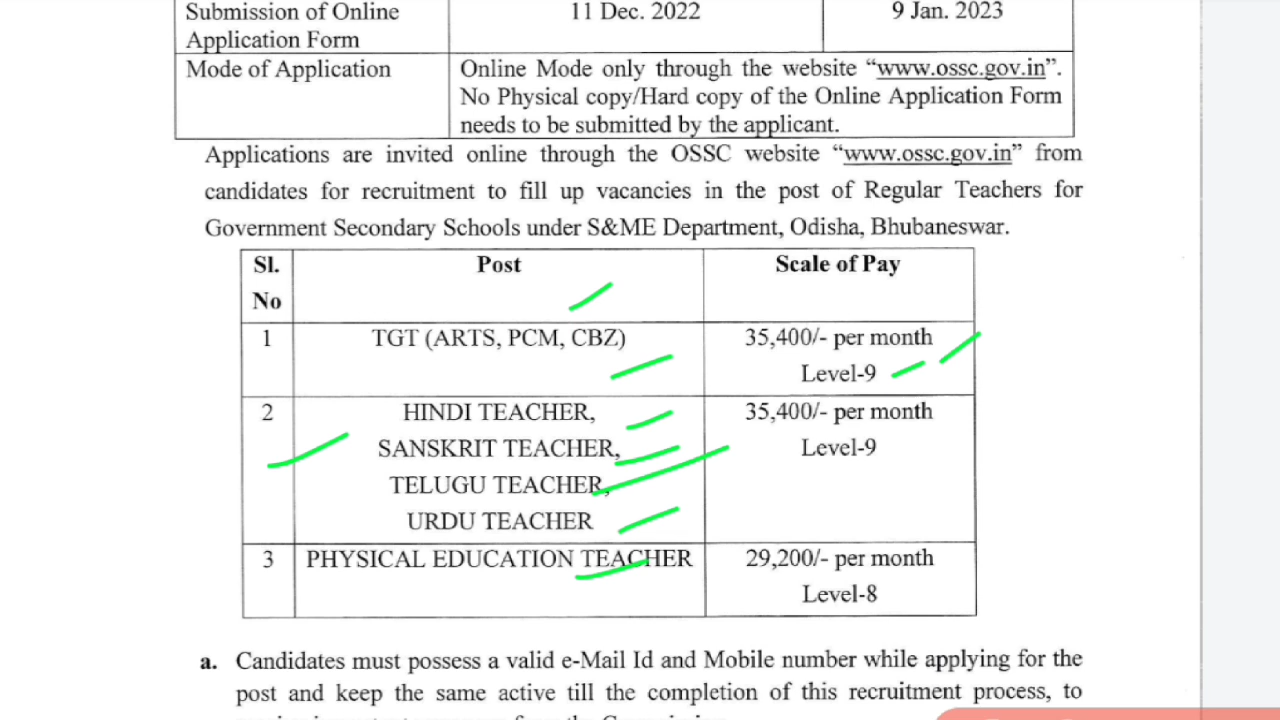 Submission of Online 11 Dec. 2022 9 Jan. 2023
Application Form
Mode of Application Online Mode only through the website “www.ossc.gov.in”.
No Physical copy/Hard copy of the Online Application Form
needs to be submitted by the applicant.
Applications are invited online through the OSSC website “www.ossc.gov.in” from
candidates for recruitment to fill up vacancies in the post of Regular Teachers for
Government Secondary Schools under S&ME Department, Odisha, Bhubaneswar.
Sl. Post Scale of Pay
No
1 TGT (ARTS, PCM, CBZ) 35,400/- per month
Level-9
2 HINDI TEACHER, 35,400/- per month
SANSKRIT TEACHER, Level-9
TELUGU TEACHER,
URDU TEACHER
3 PHYSICAL EDUCATION TEACHER 29,200/- per month
Level-8
a. Candidates must possess a valid e-Mail Id and Mobile number while applying for the
post and keep the same active till the completion of this recruitment process, to